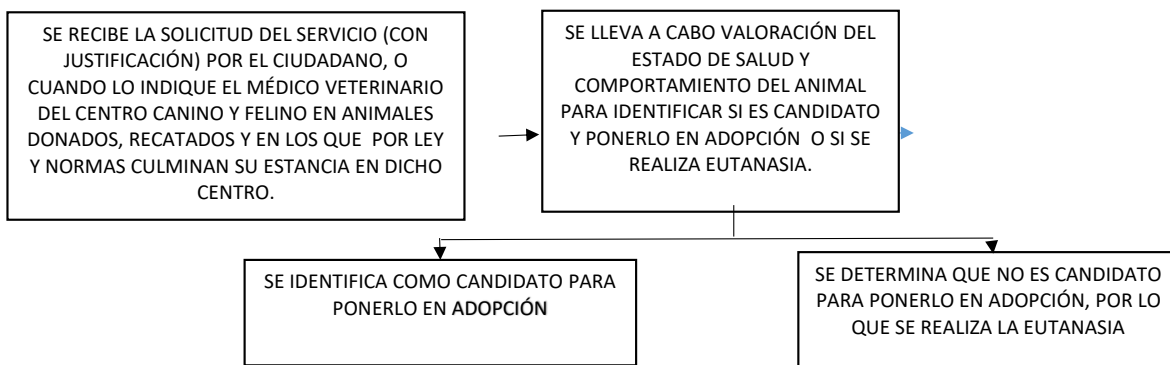 SE RECIBE LA SOLICITUD DEL SERVICIO (CON
JUSTIFICACIÓN) POR EL CIUDADANO, O
CUANDO LO INDIQUE EL MÉDICO VETERINARIO
DEL CENTRO CANINO Y FELINO EN ANIMALES
DONADOS, RECATADOS Y EN LOS QUE POR LEY
Y NORMAS CULMINAN SU ESTANCIA EN DICHO
CENTRO.
SE LLEVA A CABO VALORACIÓN DEL
ESTADO DE SALUD Y
COMPORTAMIENTO DEL ANIMAL
PARA IDENTIFICAR SI ES CANDIDATO
Y PONERLO EN ADOPCIÓN O SI SE
REALIZA EUTANASIA.
SE IDENTIFICA COMO CANDIDATO PARA
PONERLO EN ADOPCIÓN
SE DETERMINA QUE NO ES CANDIDATO
PARA PONERLO EN ADOPCIÓN, POR LO
QUE SE REALIZA LA EUTANASIA